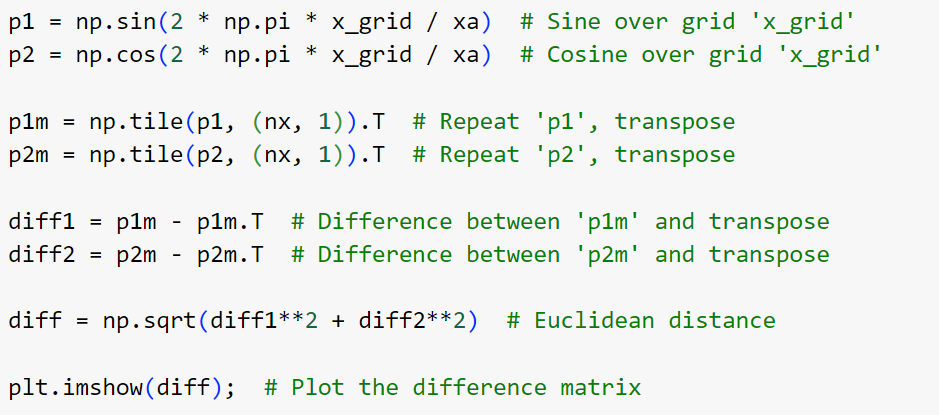 p1 = np.sin(2 * np.pi * x_grid / xa)  # Sine over grid 'x_grid'
p2 = np.cos(2 * np.pi * x_grid / xa)  # Cosine over grid 'x_grid'
p1m = np.tile(p1, (nx, 1)).T  # Repeat 'p1', transpose
p2m = np.tile(p2, (nx, 1)).T  # Repeat 'p2', transpose
diff1 = p1m - p1m.T  # Difference between 'p1m' and transpose
diff2 = p2m - p2m.T  # Difference between 'p2m' and transpose
diff = np.sqrt(diff1**2 + diff2**2)  # Euclidean distance
plt.imshow(diff);  # Plot the difference matrix